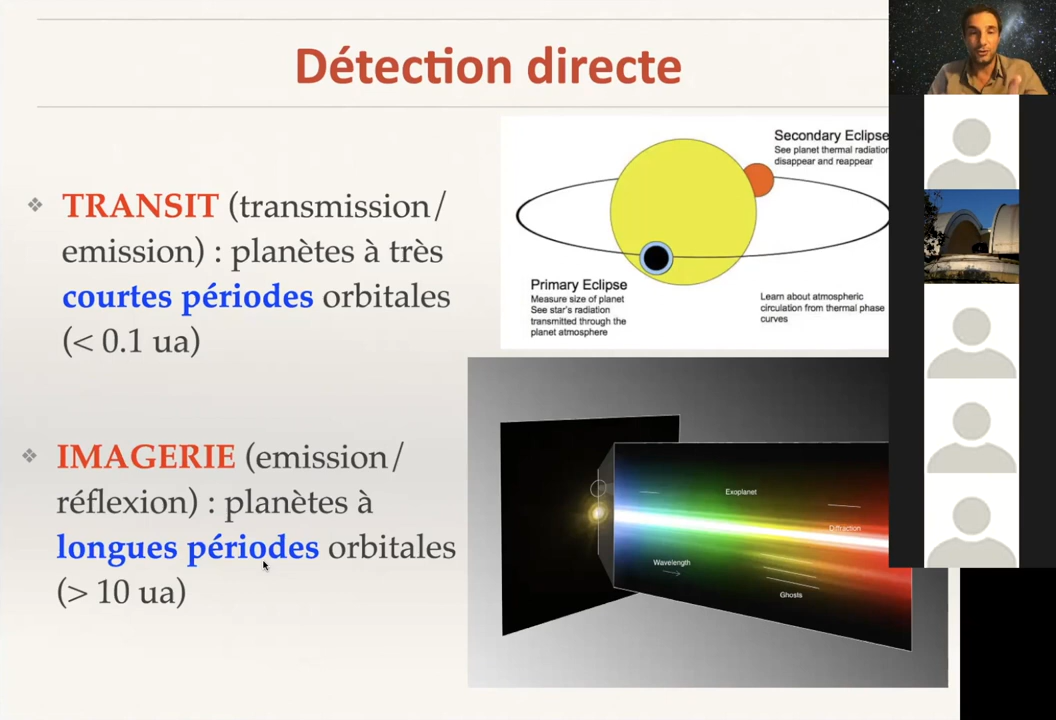 Détection directe
❖ TRANSIT (transmission/
emission) : planètes à très
courtes périodes orbitales
(< 0.1 ua)
Secondary Eclipse
See planet thermal radiation
disappear and reappear
Primary Eclipse
Measure size of planet
See star's radiation
transmitted through the
planet atmosphere
Learn about atmospheric
circulation from thermal phase
curves
❖ IMAGERIE (emission/
réflexion) : planètes à
longues périodes orbitales
(> 10 ua)
Exoplanet
Diffraction
Wavelength
Ghosts